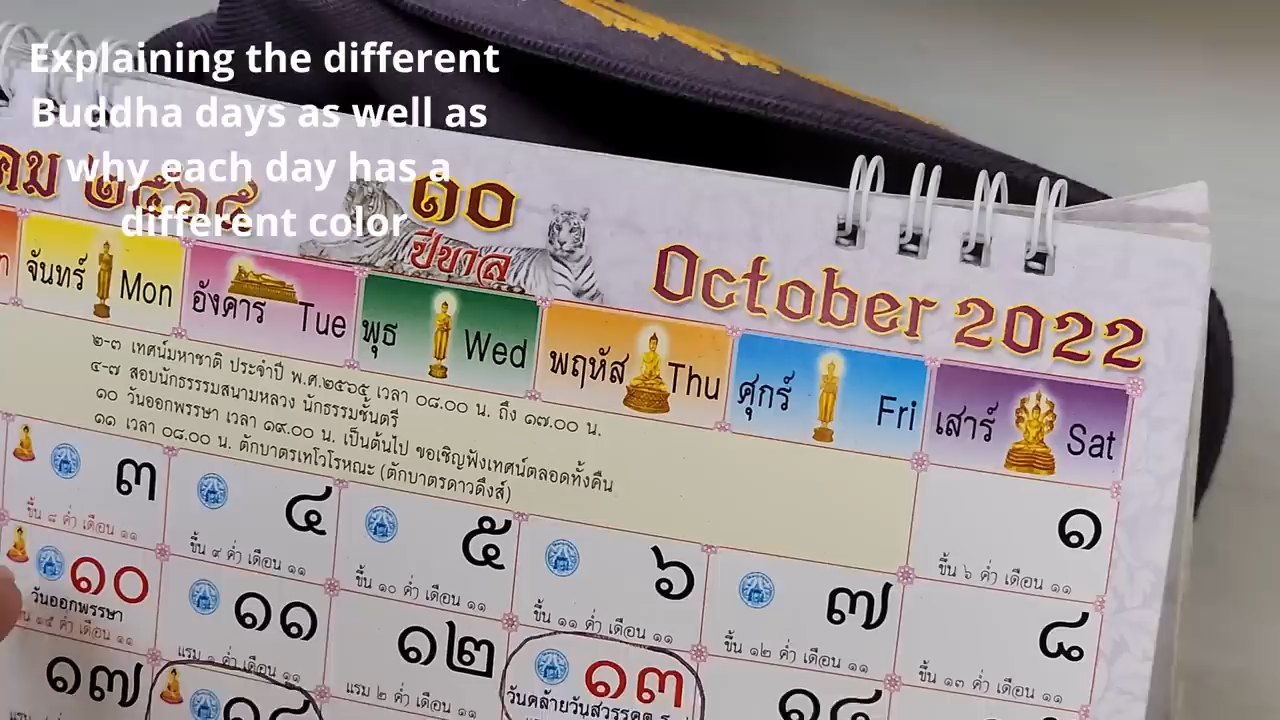 Explaining the different
Buddha days as well as
why each day has a
different color
๑๐
ปีขาล
October 2022
จันทร์ Mon
อังคาร Tue
พุธ Wed
พฤหัส Thu
ศุกร์ Fri
เสาร์ Sat
๒-๓ เทศน์มหาชาติ ประจำปี พ.ศ.๒๕๖๕ เวลา ๐๘.๐๐ น. ถึง ๑๗.๐๐ น.
๔-๗ สอบนักธรรมสนามหลวง นักธรรมชั้นตรี
๑๐ วันออกพรรษา เวลา ๑๙.๐๐ น. เป็นต้นไป ขอเชิญฟังเทศน์ตลอดทั้งคืน
๑๑ เวลา ๐๘.๐๐ น. ตักบาตรเทโวโรหณะ (ตักบาตรดาวดึงส์)
๑
ขึ้น ๖ ค่ำ เดือน ๑๑
๓
ขึ้น ๘ ค่ำ เดือน ๑๑
๔
ขึ้น ๙ ค่ำ เดือน ๑๑
๕
ขึ้น ๑๐ ค่ำ เดือน ๑๑
๖
ขึ้น ๑๑ ค่ำ เดือน ๑๑
๗
ขึ้น ๑๒ ค่ำ เดือน ๑๑
๘
ขึ้น ๑๓ ค่ำ เดือน ๑๑
๑๐
วันออกพรรษา
๑๕ ค่ำ เดือน ๑๑
๑๑
แรม ๑ ค่ำ เดือน ๑๑
๑๒
แรม ๒ ค่ำ เดือน ๑๑
๑๓
๑๔
๑๗